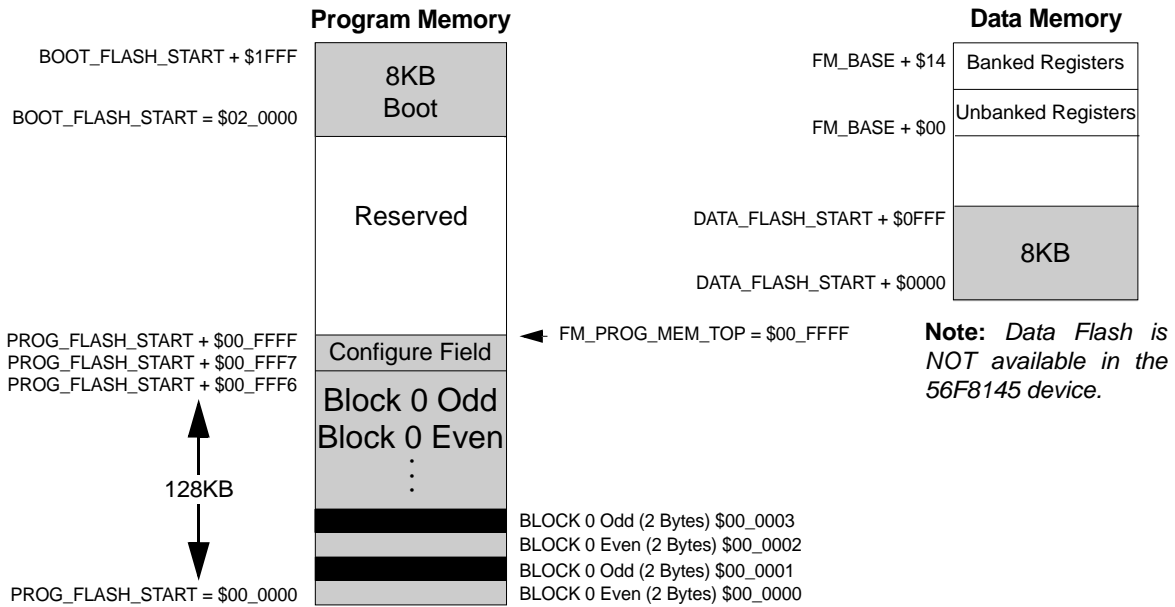 Program Memory
BOOT_FLASH_START + $1FFF
8KB
Boot
BOOT_FLASH_START = $02_0000
Reserved
PROG_FLASH_START + $00_FFFF
FM_PROG_MEM_TOP = $00_FFFF
Configure Field
PROG_FLASH_START + $00_FFF7
PROG_FLASH_START + $00_FFF6
Block 0 Odd
Block 0 Even
128KB
BLOCK 0 Odd (2 Bytes) $00_0003
BLOCK 0 Even (2 Bytes) $00_0002
BLOCK 0 Odd (2 Bytes) $00_0001
BLOCK 0 Even (2 Bytes) $00_0000
PROG_FLASH_START = $00_0000
Data Memory
FM_BASE + $14
Banked Registers
Unbanked Registers
FM_BASE + $00
DATA_FLASH_START + $0FFF
8KB
DATA_FLASH_START + $0000
Note: Data Flash is
NOT available in the
56F8145 device.